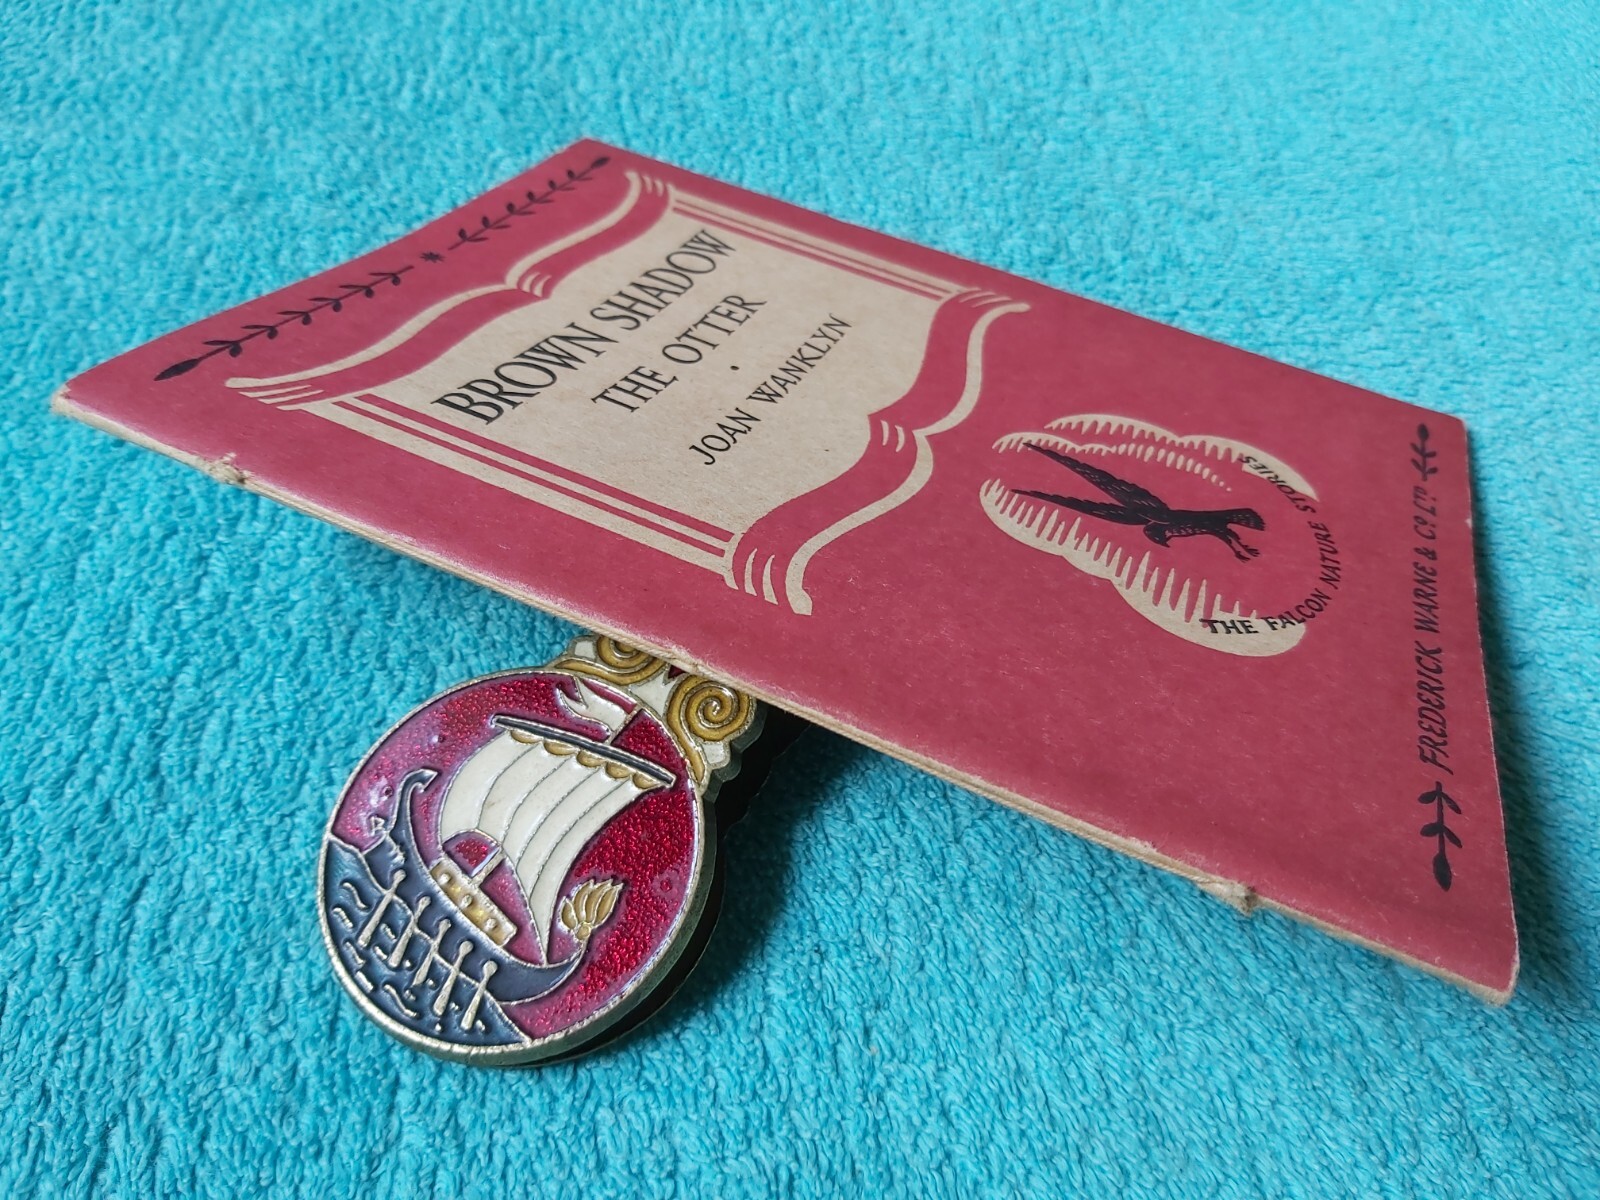 BROWN SHADOW
THE OTTER
JOAN WANKLYN
THE FALCON NATURE STORIES
FREDERICK WARNE & Co. LTD